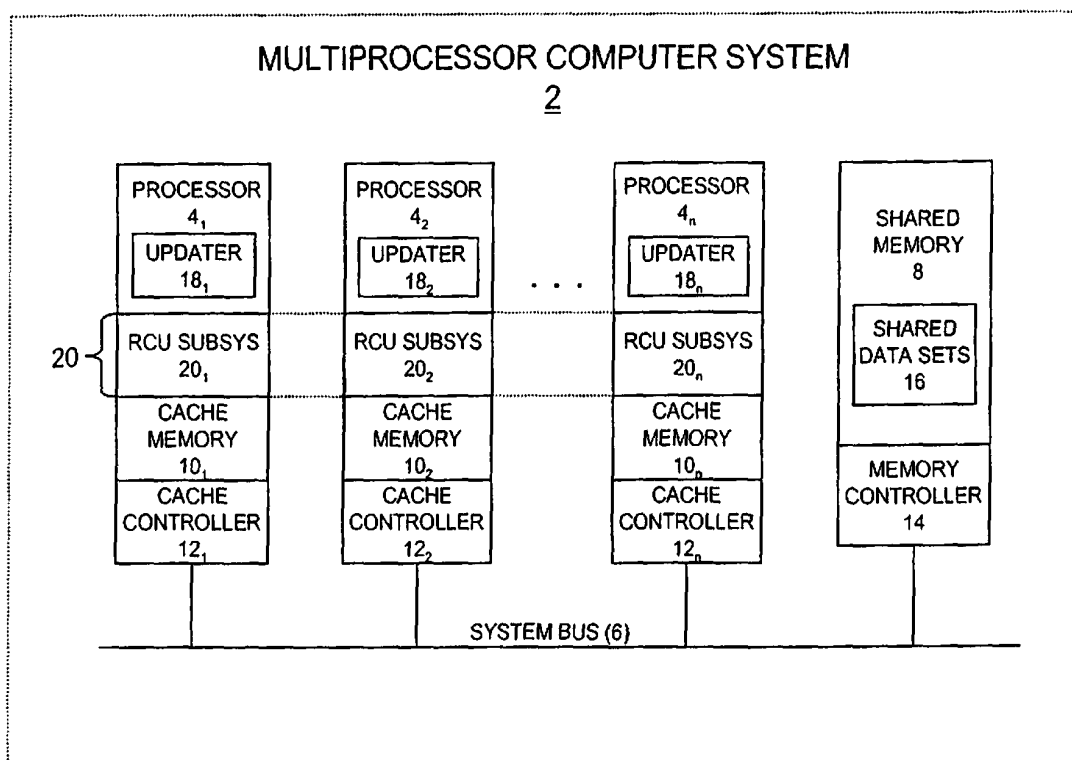 MULTIPROCESSOR COMPUTER SYSTEM
2
PROCESSOR
4₁
UPDATER
18₁
RCU SUBSYS
20₁
CACHE
MEMORY
10₁
CACHE
CONTROLLER
12₁
PROCESSOR
4₂
UPDATER
18₂
RCU SUBSYS
20₂
CACHE
MEMORY
10₂
CACHE
CONTROLLER
12₂
. . .
PROCESSOR
4ₙ
UPDATER
18ₙ
RCU SUBSYS
20ₙ
CACHE
MEMORY
10ₙ
CACHE
CONTROLLER
12ₙ
SHARED
MEMORY
8
SHARED
DATA SETS
16
MEMORY
CONTROLLER
14
20
SYSTEM BUS (6)